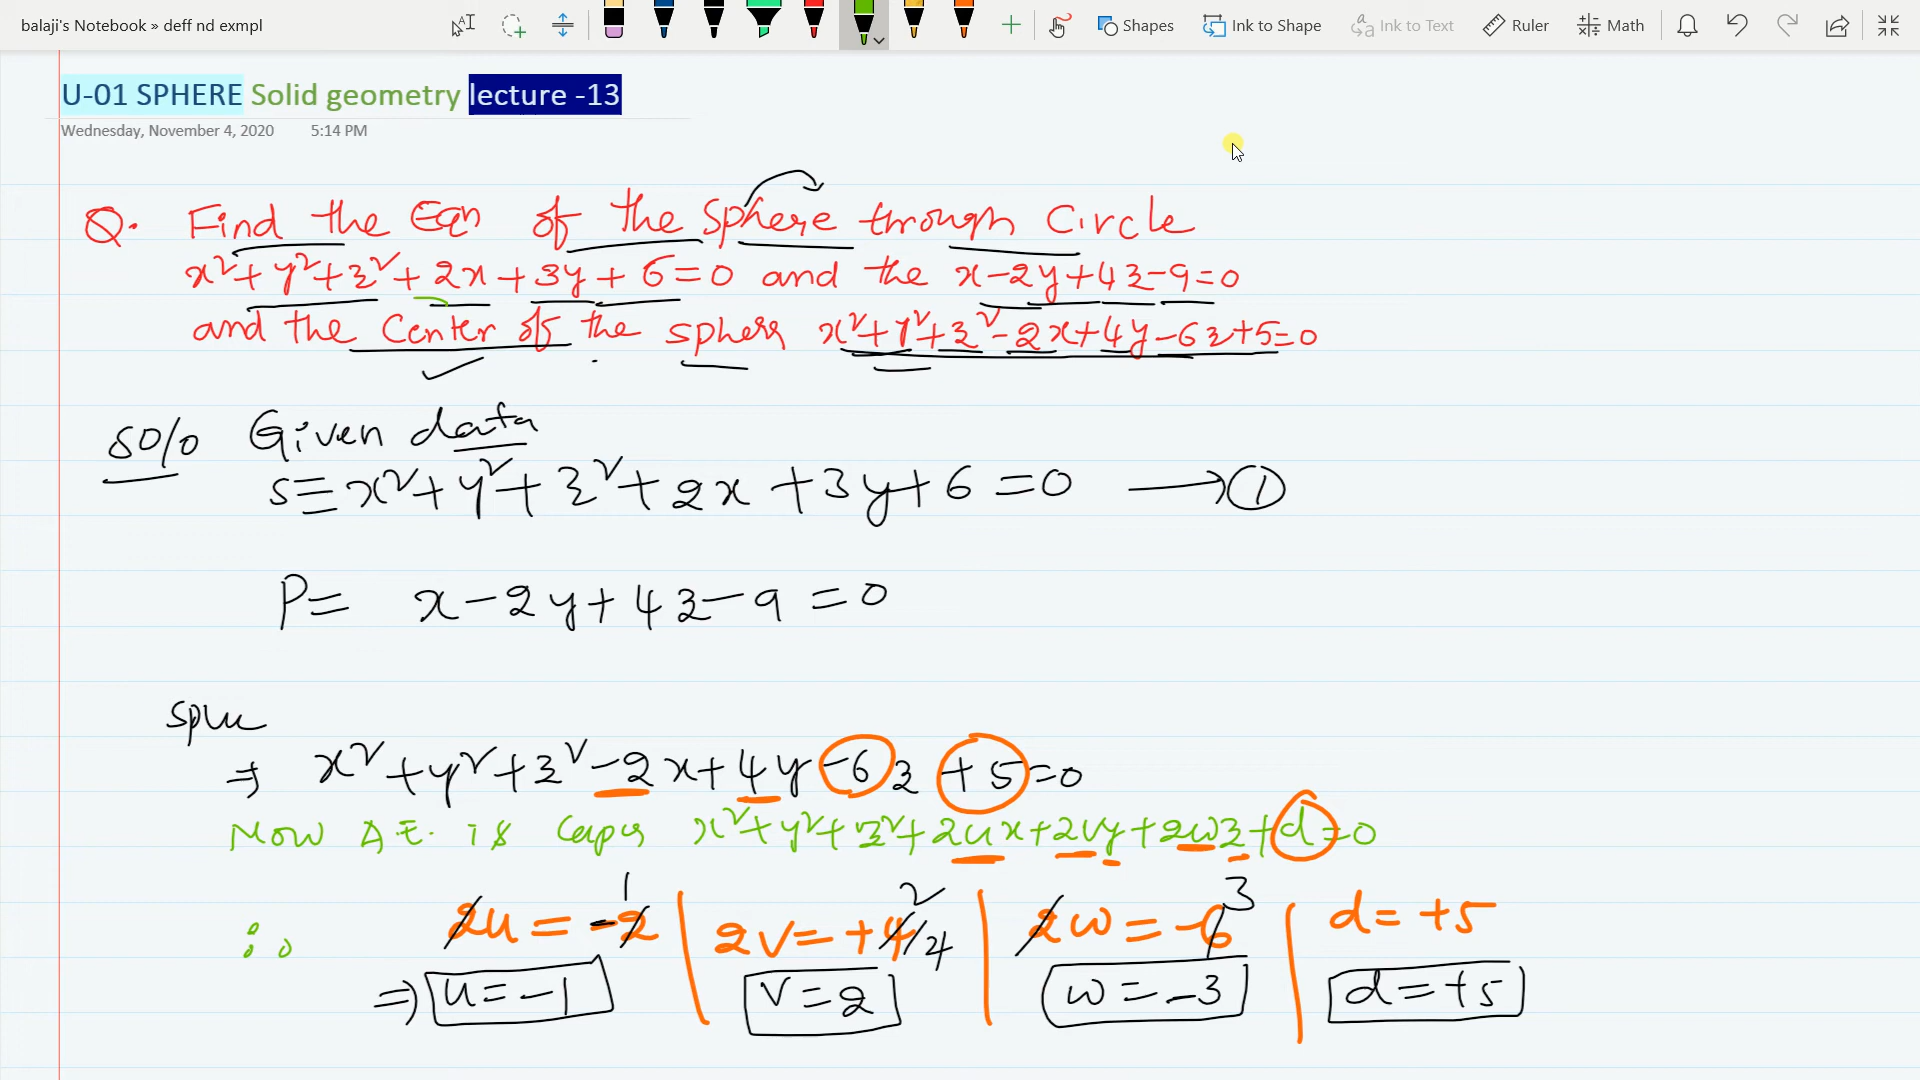 balaji's Notebook » deff nd exmpl
Shapes Ink to Shape Ink to Text Ruler Math
U-01 SPHERE Solid geometry lecture -13
Wednesday, November 4, 2020 5:14 PM
Q. Find the Eqn of the Sphere through Circle
x²+y²+z²+2x+3y+6=0 and the x-2y+4z-9=0
and the Center of the sphere x²+y²+z²-2x+4y-6z+5=0
Given data
S≡x²+y²+z²+2x+3y+6=0 → ①
P= x-2y+4z-9=0
⇒ x²+y²+z²-2x+4y-6z+5=0
Now x²+y²+z²+2ux+2vy+2wz+d=0
∴ 2u=-2 1 | 2v=+4 2 | 2w=-6 3 | d=+5
⇒ u=-1 v=2 w=-3 d=+5